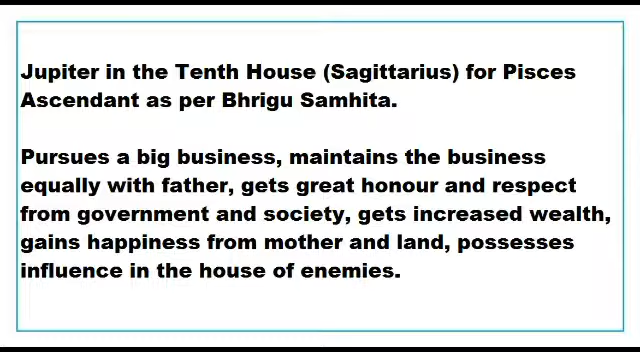 Jupiter in the Tenth House (Sagittarius) for Pisces
Ascendant as per Bhrigu Samhita.
Pursues a big business, maintains the business
equally with father, gets great honour and respect
from government and society, gets increased wealth,
gains happiness from mother and land, possesses
influence in the house of enemies.